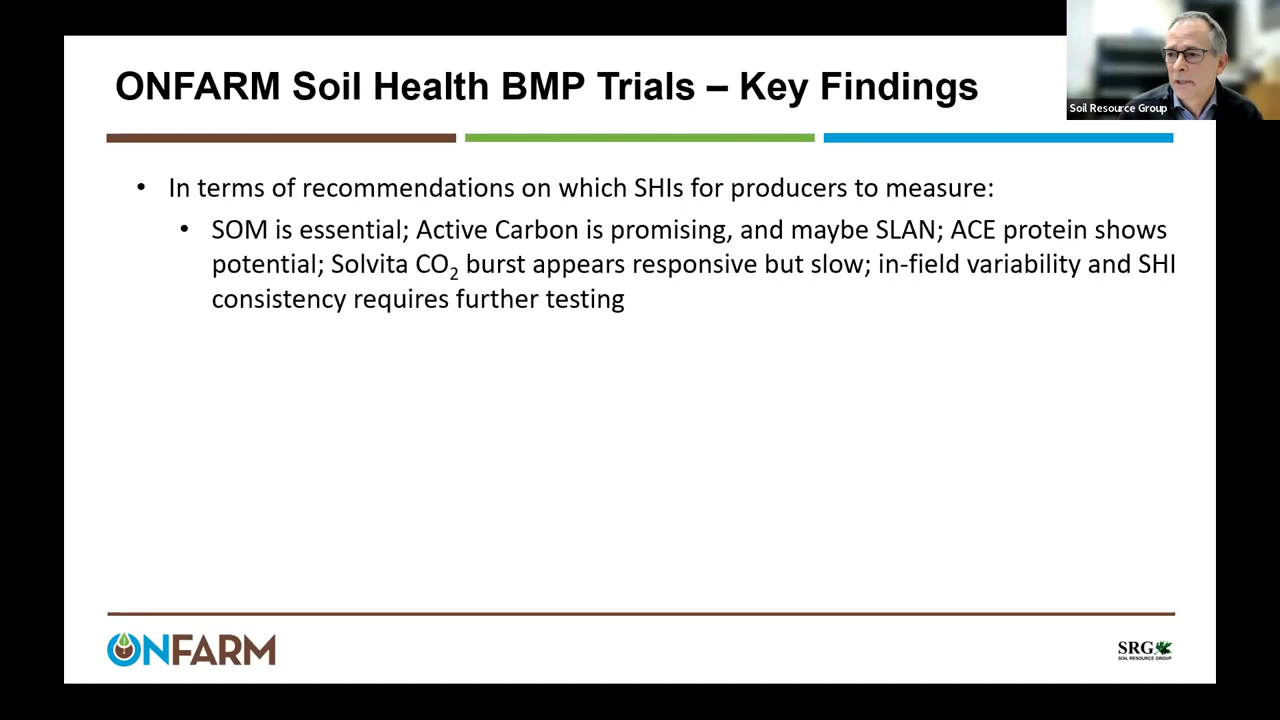 ONFARM Soil Health BMP Trials – Key Findings
Soil Resource Group
• In terms of recommendations on which SHIs for producers to measure:
• SOM is essential; Active Carbon is promising, and maybe SLAN; ACE protein shows
potential; Solvita CO₂ burst appears responsive but slow; in-field variability and SHI
consistency requires further testing
ONFARM
SRG
SOIL RESOURCE GROUP